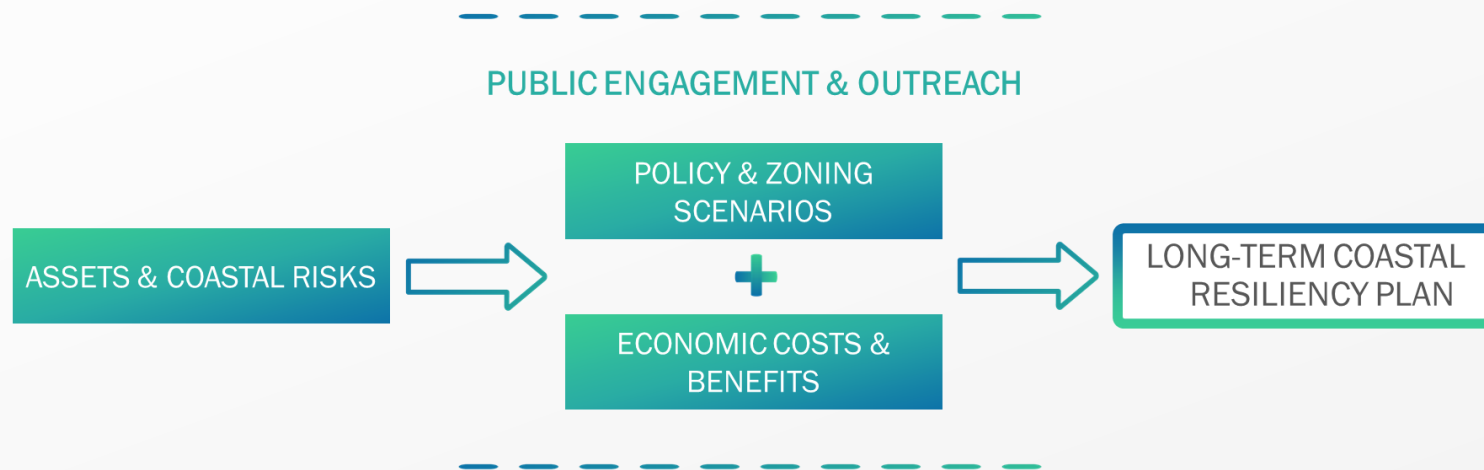 PUBLIC ENGAGEMENT & OUTREACH
ASSETS & COASTAL RISKS
POLICY & ZONING
SCENARIOS
+
ECONOMIC COSTS &
BENEFITS
LONG-TERM COASTAL
RESILIENCY PLAN